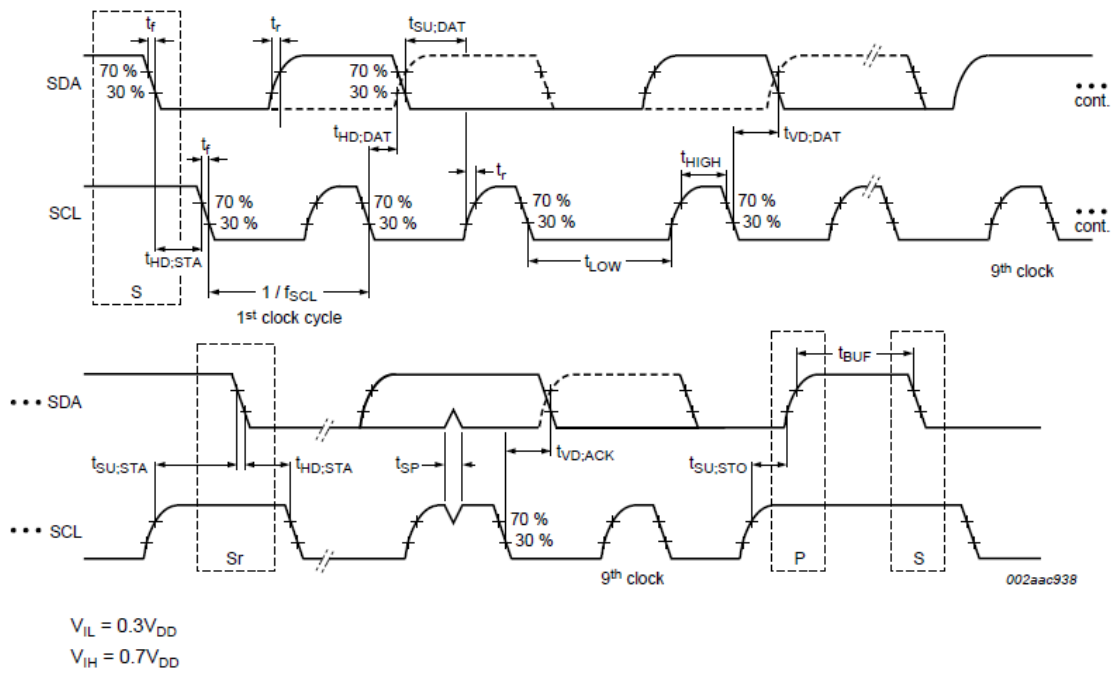 tf
tr
tSU;DAT
SDA
70 %
30 %
70 %
30 %
cont.
tHD;DAT
tVD;DAT
tf
tr
tHIGH
SCL
70 %
30 %
70 %
30 %
70 %
30 %
70 %
30 %
cont.
tHD;STA
tLOW
9th clock
S
1 / fSCL
1st clock cycle
tBUF
SDA
tSU;STA
tHD;STA
tSP
tVD;ACK
tSU;STO
SCL
70 %
30 %
Sr
9th clock
P
S
002aac938
VIL = 0.3VDD
VIH = 0.7VDD